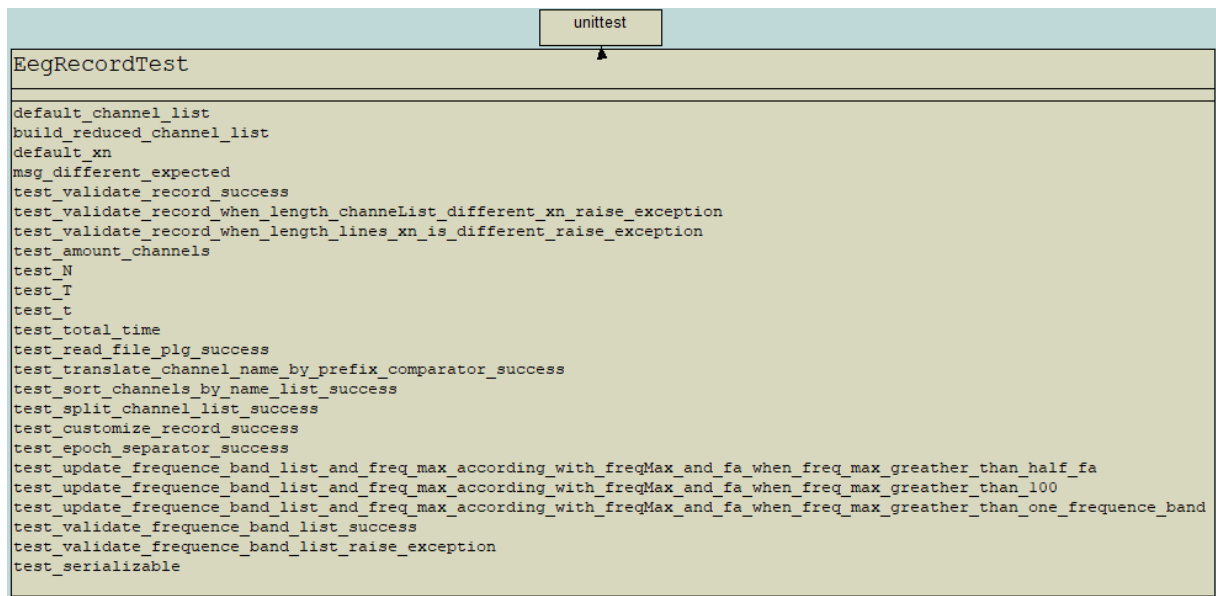 unittest
EegRecordTest
default_channel_list
build_reduced_channel_list
default_xn
msg_different_expected
test_validate_record_success
test_validate_record_when_length_channeList_different_xn_raise_exception
test_validate_record_when_length_lines_xn_is_different_raise_exception
test_amount_channels
test_N
test_T
test_t
test_total_time
test_read_file_plg_success
test_translate_channel_name_by_prefix_comparator_success
test_sort_channels_by_name_list_success
test_split_channel_list_success
test_customize_record_success
test_epoch_separator_success
test_update_frequence_band_list_and_freq_max_according_with_freqMax_and_fa_when_freq_max_greather_than_half_fa
test_update_frequence_band_list_and_freq_max_according_with_freqMax_and_fa_when_freq_max_greather_than_100
test_update_frequence_band_list_and_freq_max_according_with_freqMax_and_fa_when_freq_max_greather_than_one_frequence_band
test_validate_frequence_band_list_success
test_validate_frequence_band_list_raise_exception
test_serializable